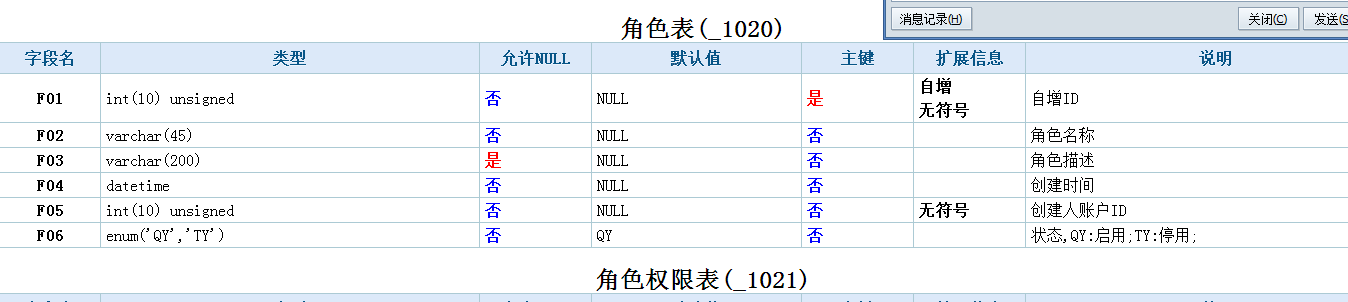 消息记录(H) 关闭(C)
角色表(_1020)
字段名 类型 允许NULL 默认值 主键 扩展信息 说明
F01 int(10) unsigned 否 NULL 是 自增 无符号 自增ID
F02 varchar(45) 否 NULL 否 角色名称
F03 varchar(200) 是 NULL 否 角色描述
F04 datetime 否 NULL 否 创建时间
F05 int(10) unsigned 否 NULL 否 无符号 创建人账户ID
F06 enum('QY','TY') 否 QY 否 状态,QY:启用;TY:停用;
角色权限表(_1021)